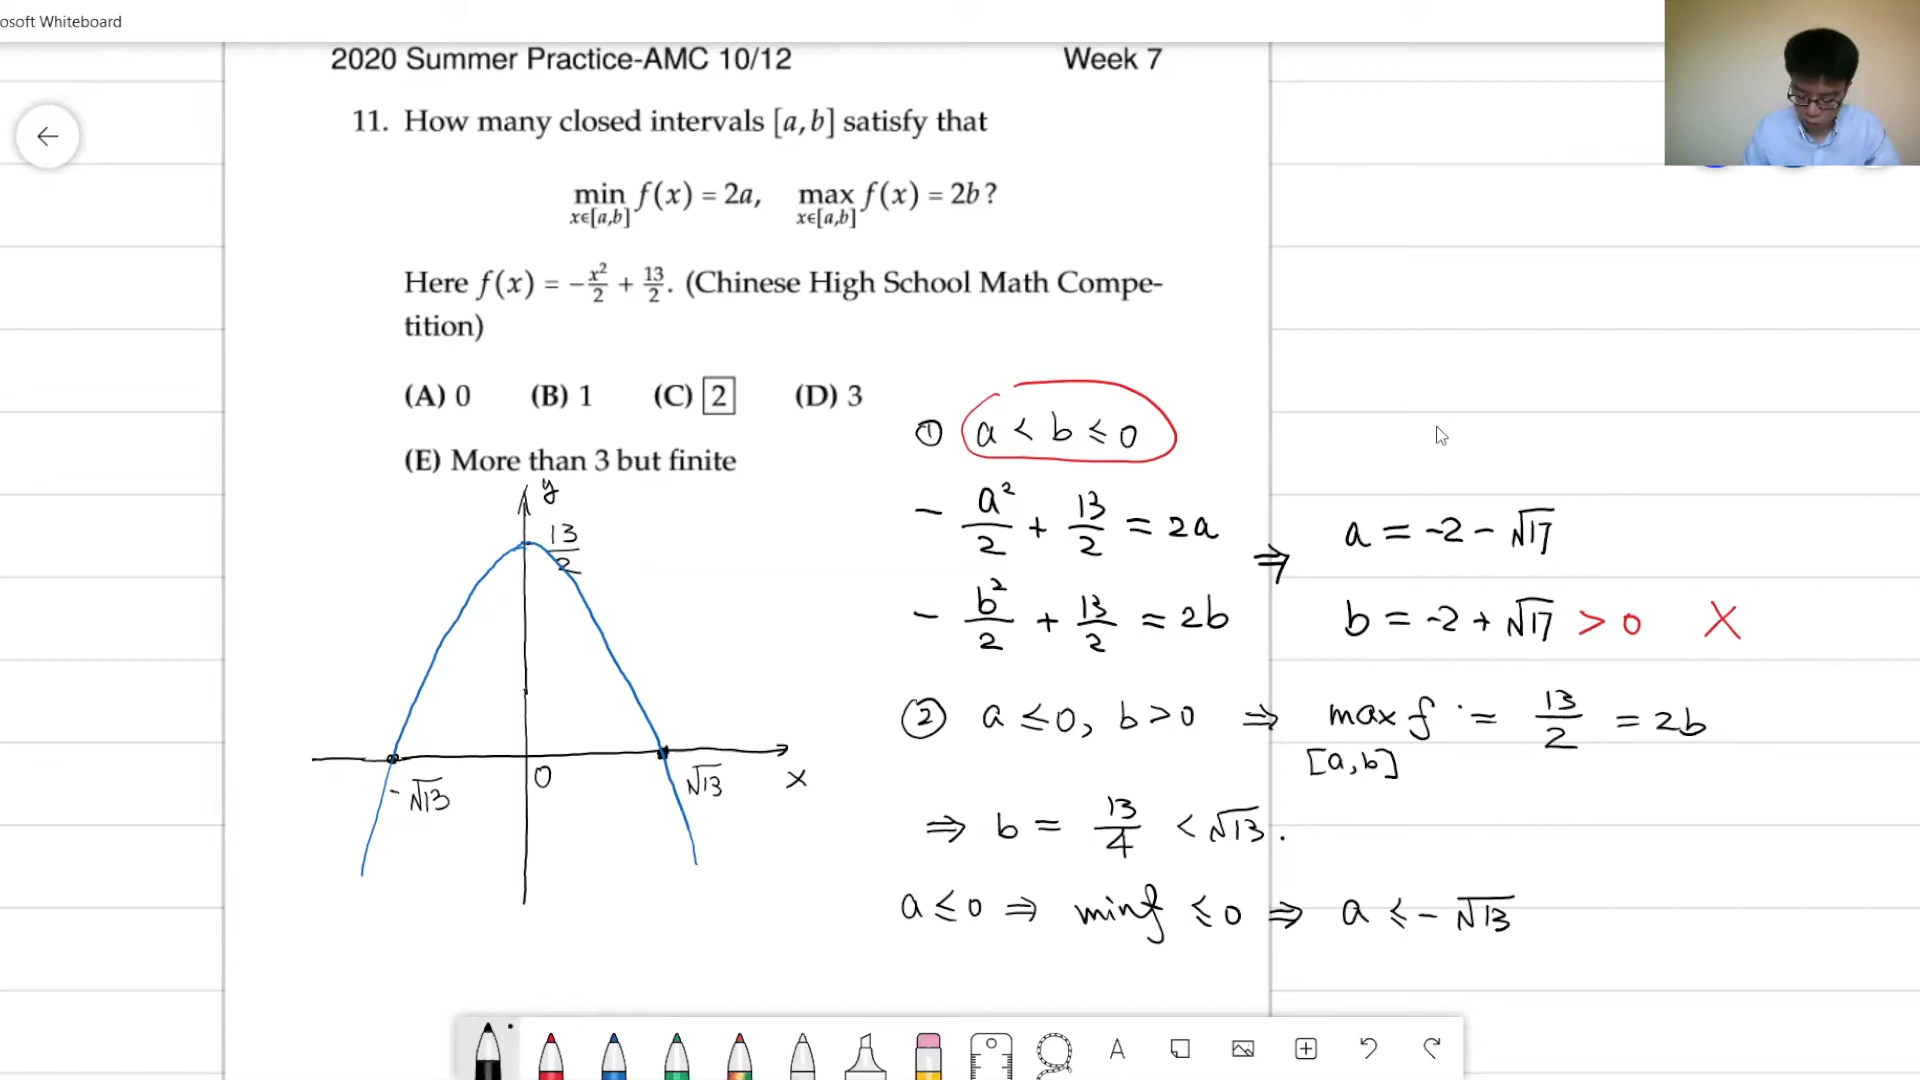 osoft Whiteboard
2020 Summer Practice-AMC 10/12 Week 7
11. How many closed intervals [a, b] satisfy that
min f(x) = 2a, max f(x) = 2b?
x∈[a,b] x∈[a,b]
Here f(x) = -x²/2 + 13/2. (Chinese High School Math Compe-
tition)
(A) 0 (B) 1 (C) 2 (D) 3
(E) More than 3 but finite
y
13/2
-√13
0
√13
x
① a < b ≤ 0
- a²/2 + 13/2 = 2a
- b²/2 + 13/2 = 2b
⇒ a = -2 - √17
b = -2 + √17 > 0 X
② a ≤ 0, b > 0 ⇒ max f = 13/2 = 2b
[a,b]
⇒ b = 13/4 < √13.
a ≤ 0 ⇒ minf ≤ 0 ⇒ a ≤ - √13
A